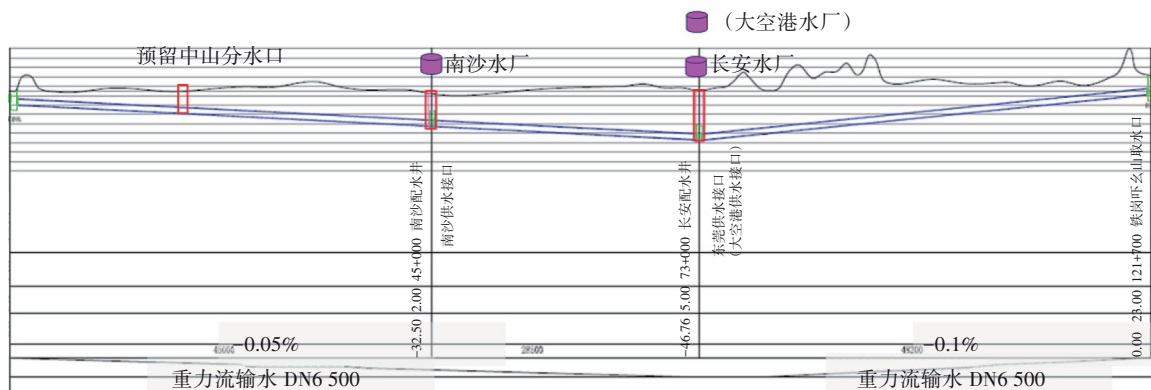 (大空港水厂)
预留中山分水口
南沙水厂
长安水厂
-32.50 2.00 45+000 南沙配水井
南沙供水接口
-46.76 5.00 73+000 长安配水井
东莞供水接口
(大空港供水接口)
0.00 23.00 121+700 铁岗吓幺山取水口
-0.05%
-0.1%
45000
28500
48200
重力流输水 DN6 500
重力流输水 DN6 500